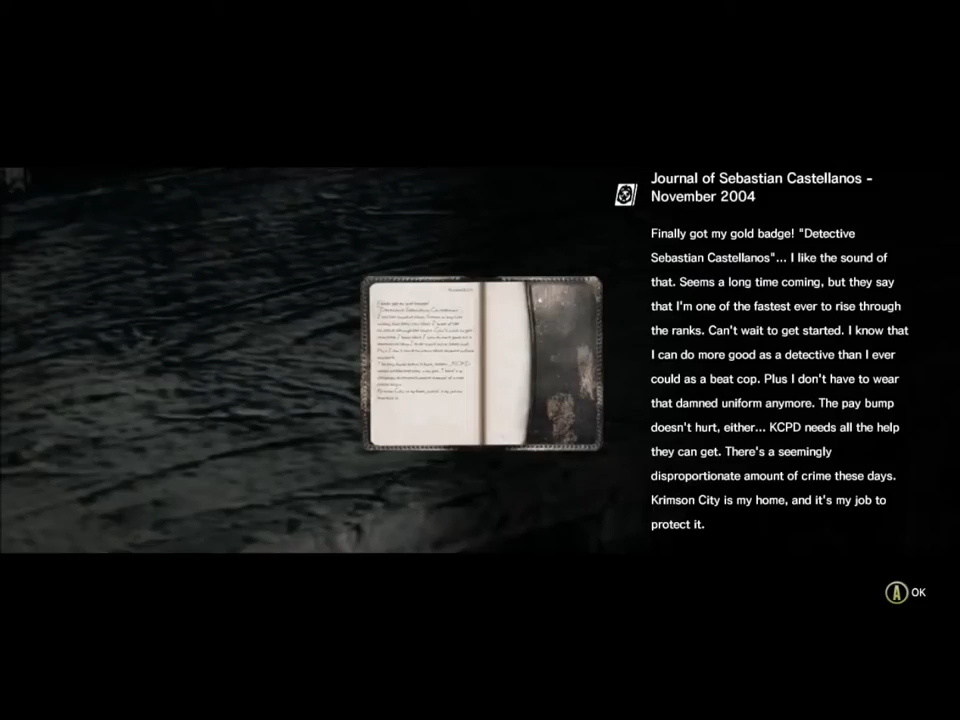 Journal of Sebastian Castellanos -
November 2004
Finally got my gold badge! "Detective
Sebastian Castellanos"... I like the sound of
that. Seems a long time coming, but they say
that I'm one of the fastest ever to rise through
the ranks. Can't wait to get started. I know that
I can do more good as a detective than I ever
could as a beat cop. Plus I don't have to wear
that damned uniform anymore. The pay bump
doesn't hurt, either... KCPD needs all the help
they can get. There's a seemingly
disproportionate amount of crime these days.
Krimson City is my home, and it's my job to
protect it.
A OK